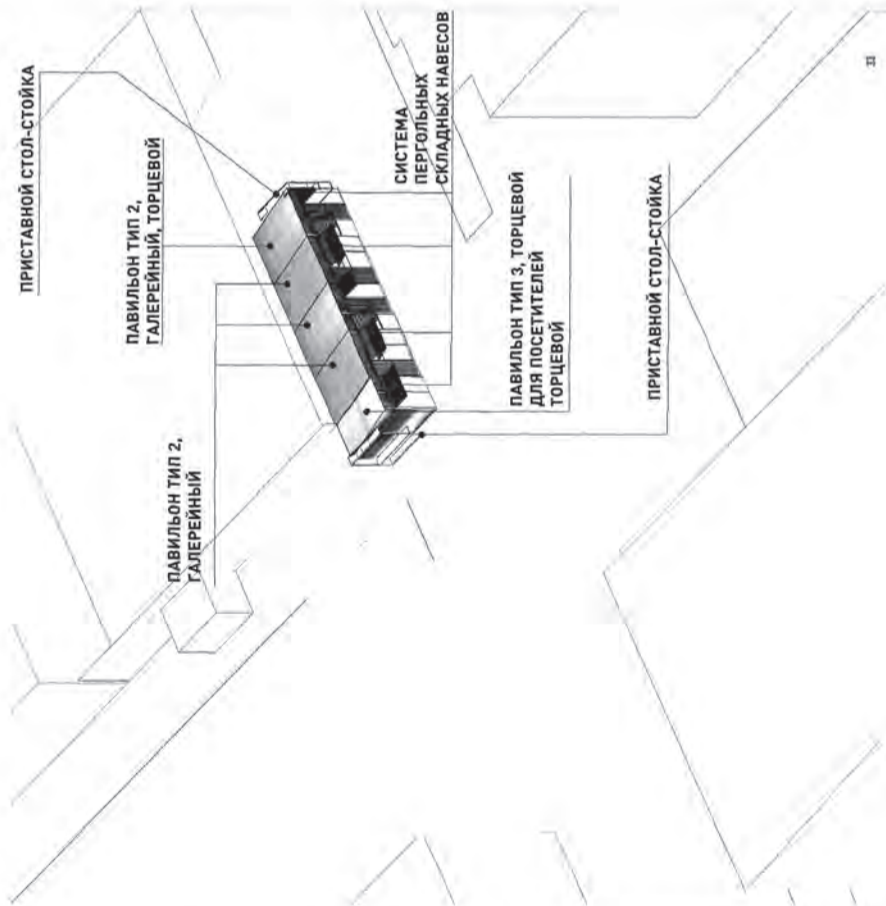 ПРИСТАВНОЙ СТОЛ-СТОЙКА
ПАВИЛЬОН ТИП 2,
ГАЛЕРЕЙНЫЙ, ТОРЦЕВОЙ
ПАВИЛЬОН ТИП 2,
ГАЛЕРЕЙНЫЙ
СИСТЕМА
ПЕРГОЛЬНЫХ
СКЛАДНЫХ НАВЕСОВ
ПАВИЛЬОН ТИП 3, ТОРЦЕВОЙ
ДЛЯ ПОСЕТИТЕЛЕЙ
ТОРЦЕВОЙ
ПРИСТАВНОЙ СТОЛ-СТОЙКА